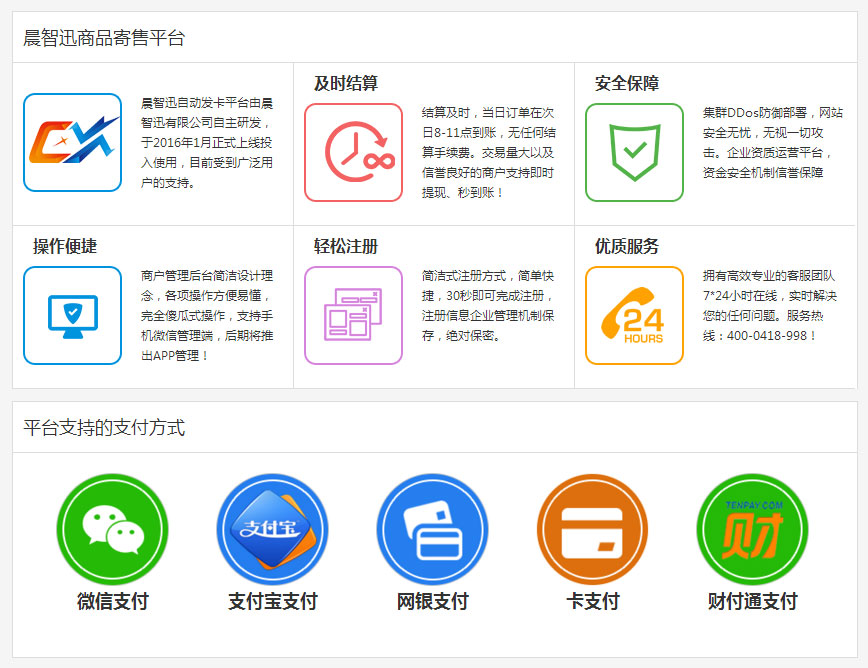 晨智迅商品寄售平台
晨智迅自动发卡平台由晨
智迅有限公司自主研发，
于2016年1月正式上线投
入使用，目前受到广泛用
户的支持。
及时结算
结算及时，当日订单在次
日8-11点到账，无任何结
算手续费。交易量大以及
信誉良好的商户支持即时
提现、秒到账！
安全保障
集群DDos防御部署，网站
安全无忧，无视一切攻
击。企业资质运营平台，
资金安全机制信誉保障
操作便捷
商户管理后台简洁设计理
念，各项操作方便易懂，
完全傻瓜式操作，支持手
机微信管理端，后期将推
出APP管理！
轻松注册
简洁式注册方式，简单快
捷，30秒即可完成注册，
注册信息企业管理机制保
存，绝对保密。
优质服务
24
HOURS
拥有高效专业的客服团队
7*24小时在线，实时解决
您的任何问题。服务热
线：400-0418-998！
平台支持的支付方式
支付宝
TENPAY.COM
财
微信支付
支付宝支付
网银支付
卡支付
财付通支付